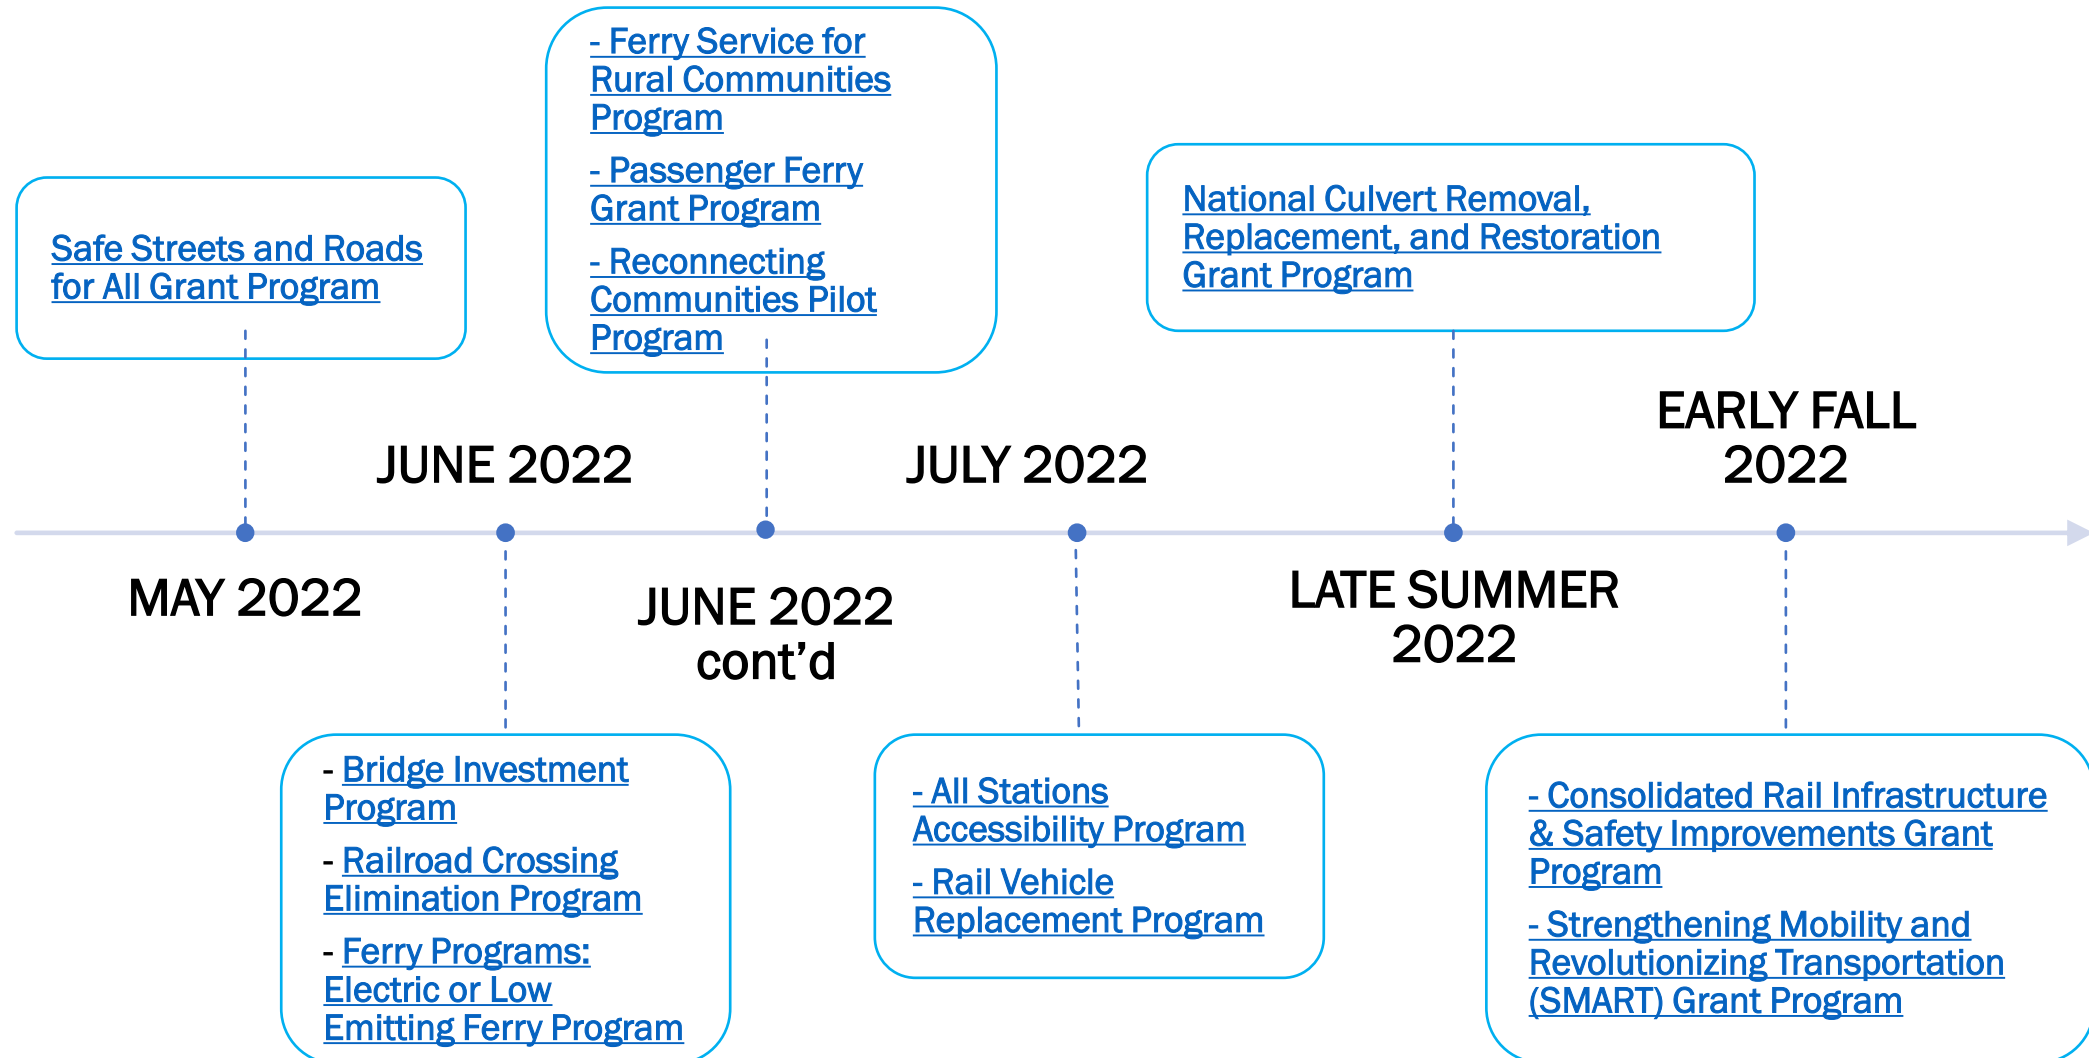 Safe Streets and Roads
for All Grant Program
MAY 2022
JUNE 2022
- Bridge Investment
Program
- Railroad Crossing
Elimination Program
- Ferry Programs:
Electric or Low
Emitting Ferry Program
- Ferry Service for
Rural Communities
Program
- Passenger Ferry
Grant Program
- Reconnecting
Communities Pilot
Program
JUNE 2022
cont’d
JULY 2022
- All Stations
Accessibility Program
- Rail Vehicle
Replacement Program
National Culvert Removal,
Replacement, and Restoration
Grant Program
LATE SUMMER
2022
EARLY FALL
2022
- Consolidated Rail Infrastructure
& Safety Improvements Grant
Program
- Strengthening Mobility and
Revolutionizing Transportation
(SMART) Grant Program